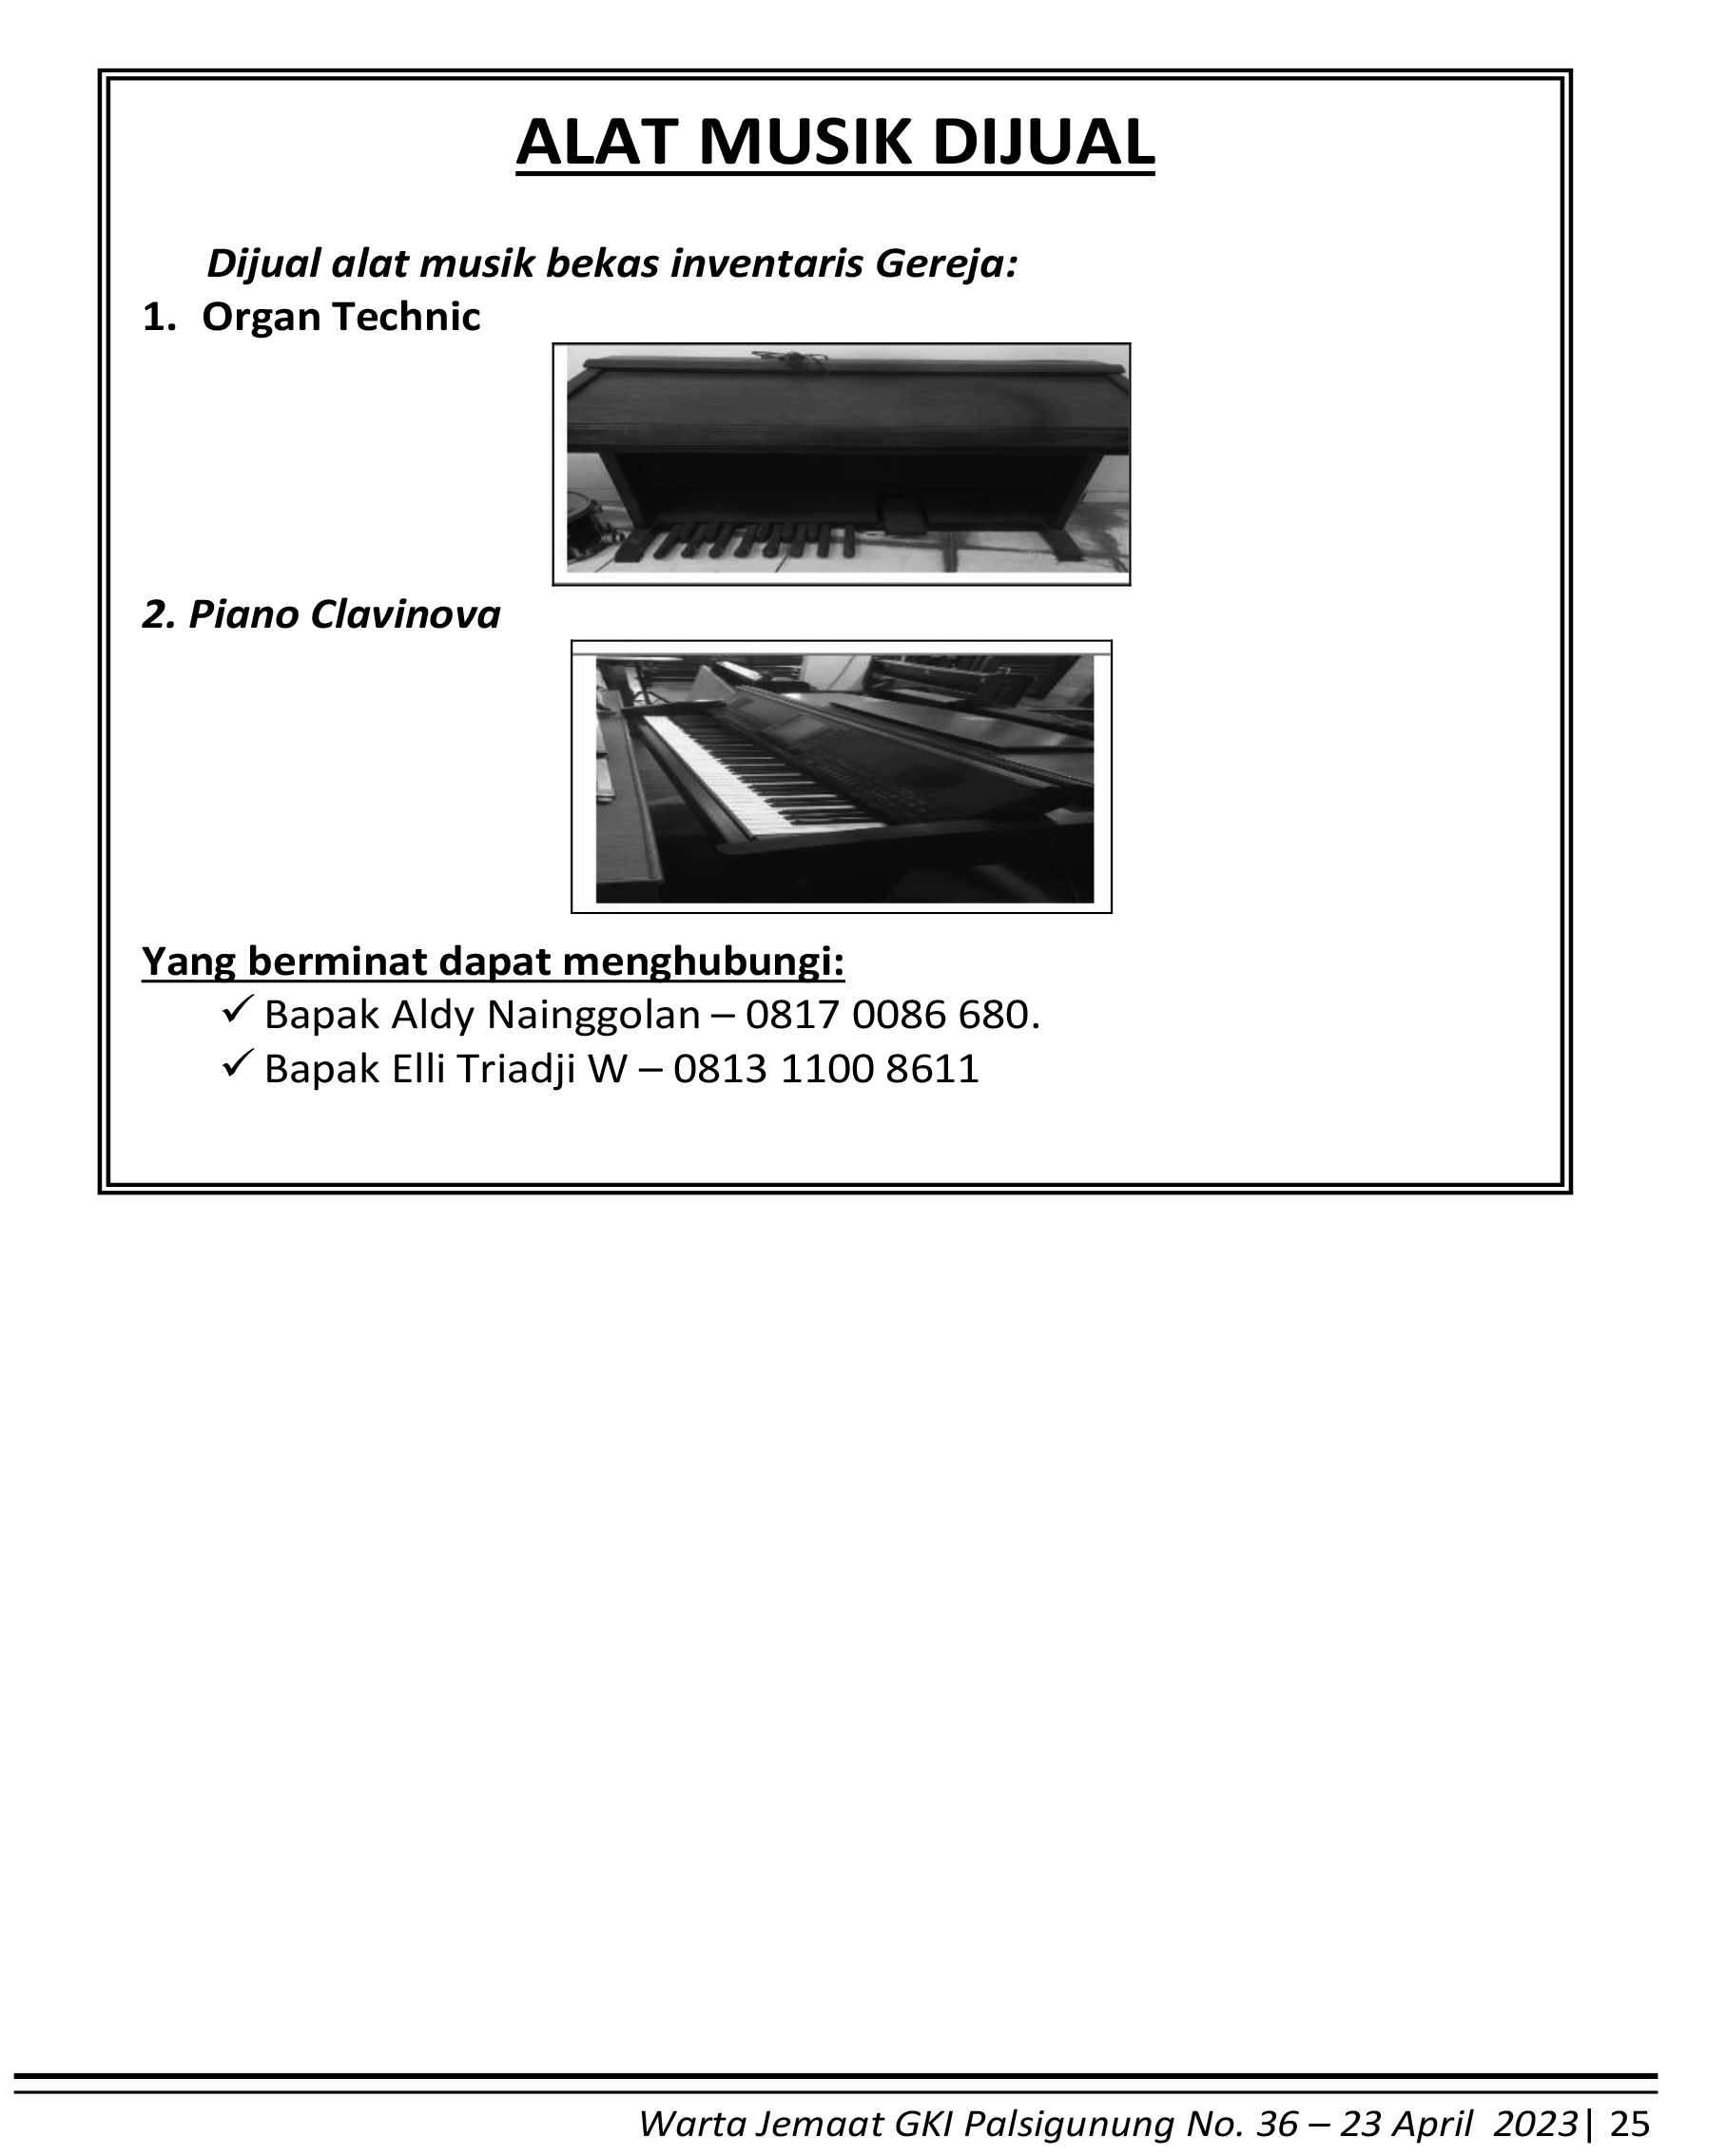 ALAT MUSIK DIJUAL
Dijual alat musik bekas inventaris Gereja:
1. Organ Technic
2. Piano Clavinova
Yang berminat dapat menghubungi:
✓ Bapak Aldy Nainggolan – 0817 0086 680.
✓ Bapak Elli Triadji W – 0813 1100 8611
Warta Jemaat GKI Palsigunung No. 36 – 23 April 2023| 25